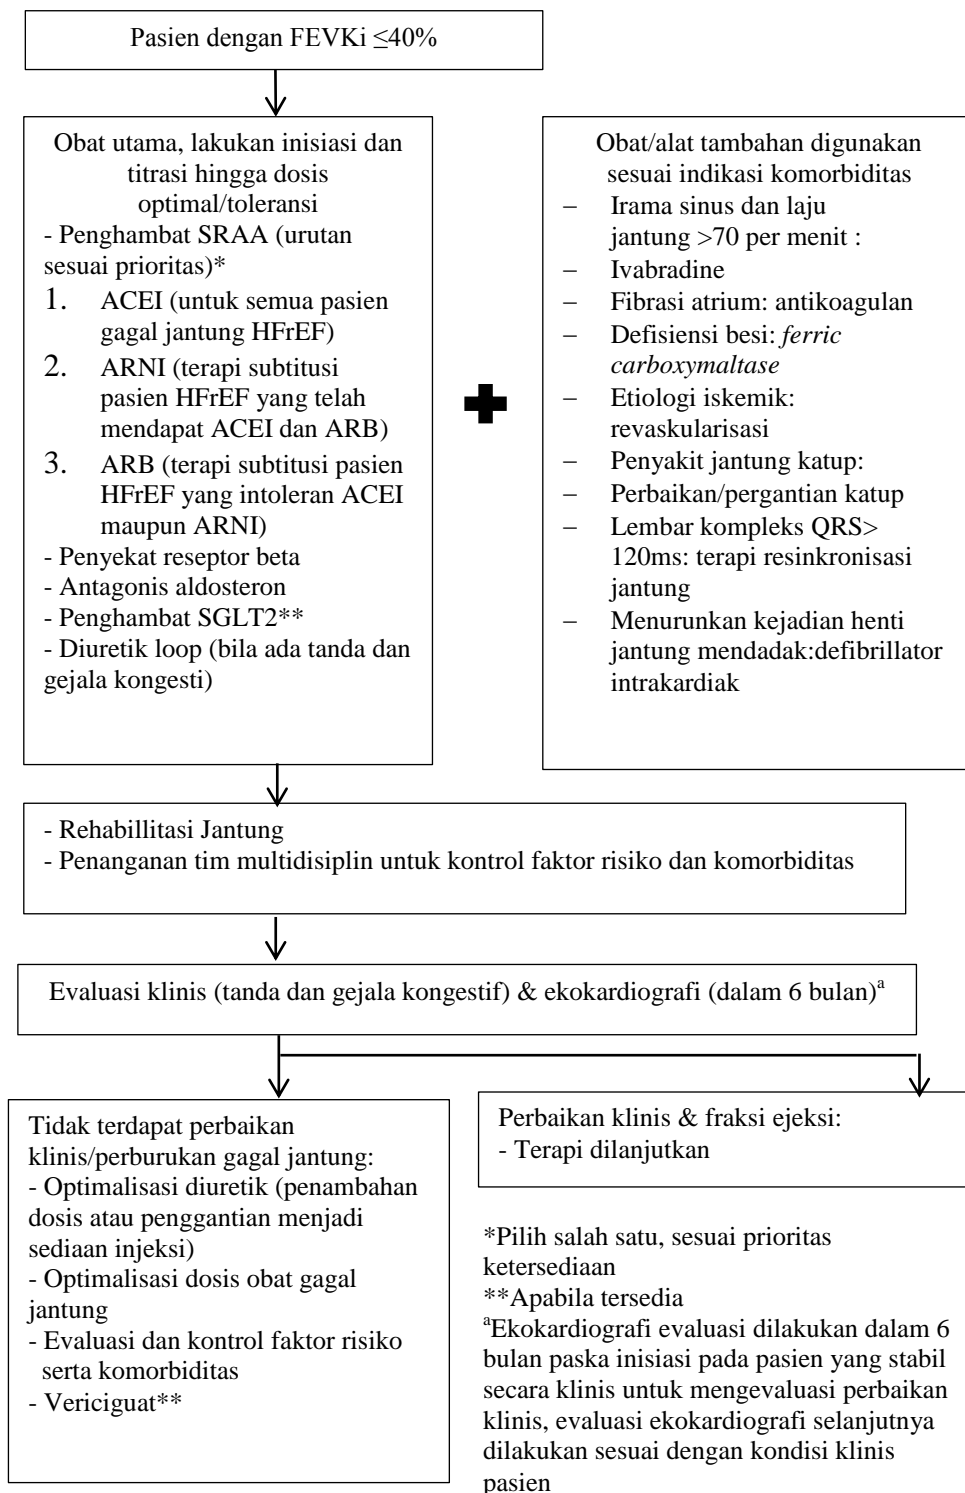 Pasien dengan FEVKi ≤40%
Obat utama, lakukan inisiasi dan
titrasi hingga dosis
optimal/toleransi
- Penghambat SRAA (urutan
sesuai prioritas)*
1. ACEI (untuk semua pasien
gagal jantung HFrEF)
2. ARNI (terapi subtitusi
pasien HFrEF yang telah
mendapat ACEI dan ARB)
3. ARB (terapi subtitusi pasien
HFrEF yang intoleran ACEI
maupun ARNI)
- Penyekat reseptor beta
- Antagonis aldosteron
- Penghambat SGLT2**
- Diuretik loop (bila ada tanda dan
gejala kongesti)
Obat/alat tambahan digunakan
sesuai indikasi komorbiditas
– Irama sinus dan laju
jantung >70 per menit :
– Ivabradine
– Fibrasi atrium: antikoagulan
– Defisiensi besi: ferric
carboxymaltase
– Etiologi iskemik:
revaskularisasi
– Penyakit jantung katup:
– Perbaikan/pergantian katup
– Lembar kompleks QRS>
120ms: terapi resinkronisasi
jantung
– Menurunkan kejadian henti
jantung mendadak:defibrillator
intrakardiak
- Rehabillitasi Jantung
- Penanganan tim multidisiplin untuk kontrol faktor risiko dan komorbiditas
Evaluasi klinis (tanda dan gejala kongestif) & ekokardiografi (dalam 6 bulan)ᵃ
Tidak terdapat perbaikan
klinis/perburukan gagal jantung:
- Optimalisasi diuretik (penambahan
dosis atau penggantian menjadi
sediaan injeksi)
- Optimalisasi dosis obat gagal
jantung
- Evaluasi dan kontrol faktor risiko
serta komorbiditas
- Vericiguat**
Perbaikan klinis & fraksi ejeksi:
- Terapi dilanjutkan
*Pilih salah satu, sesuai prioritas
ketersediaan
**Apabila tersedia
ᵃEkokardiografi evaluasi dilakukan dalam 6
bulan paska inisiasi pada pasien yang stabil
secara klinis untuk mengevaluasi perbaikan
klinis, evaluasi ekokardiografi selanjutnya
dilakukan sesuai dengan kondisi klinis
pasien